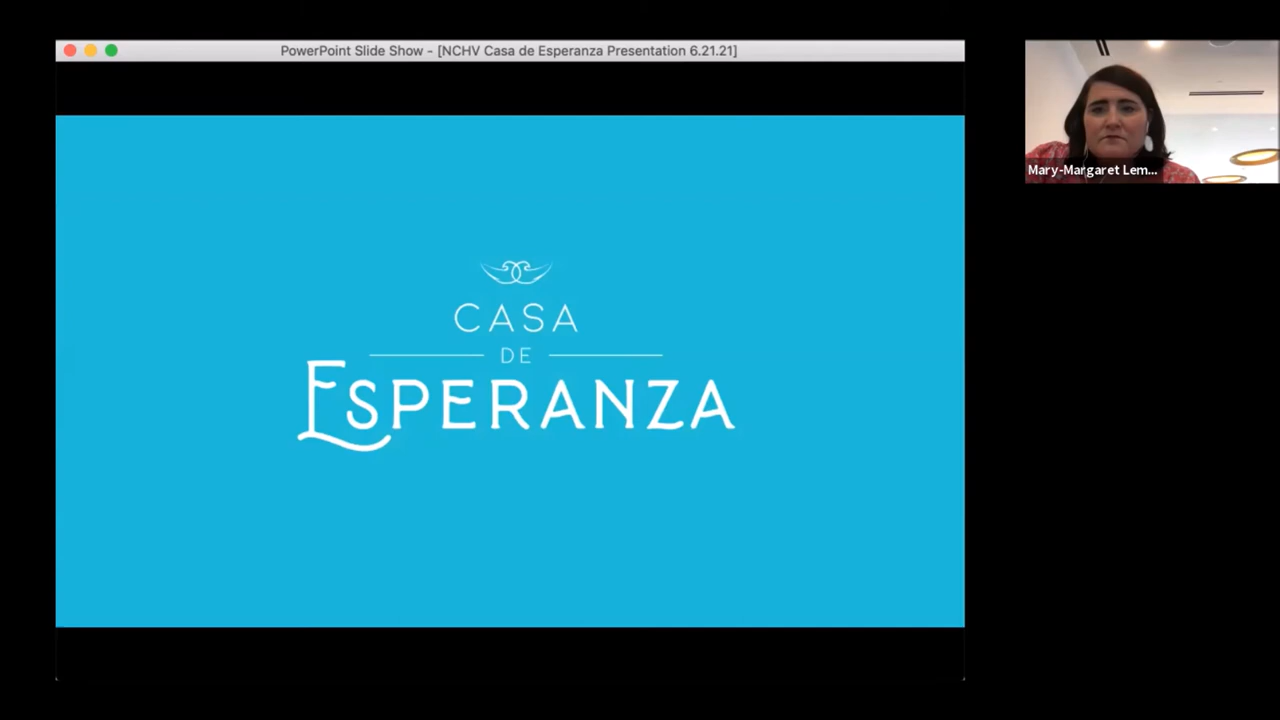 PowerPoint Slide Show - [NCHV Casa de Esperanza Presentation 6.21.21]
CASA
DE
ESPERANZA
Mary-Margaret Lem...